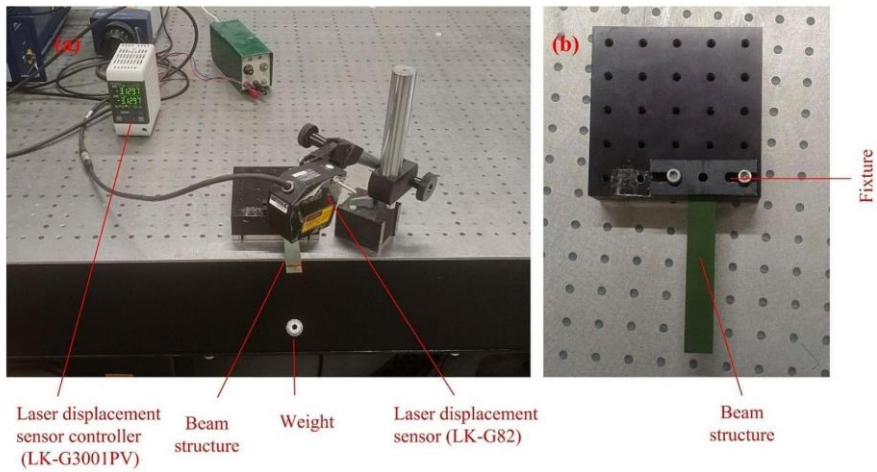 (a)
(b)
Fixture
Laser displacement
sensor controller
(LK-G3001PV)
Beam
structure
Weight
Laser displacement
sensor (LK-G82)
Beam
structure